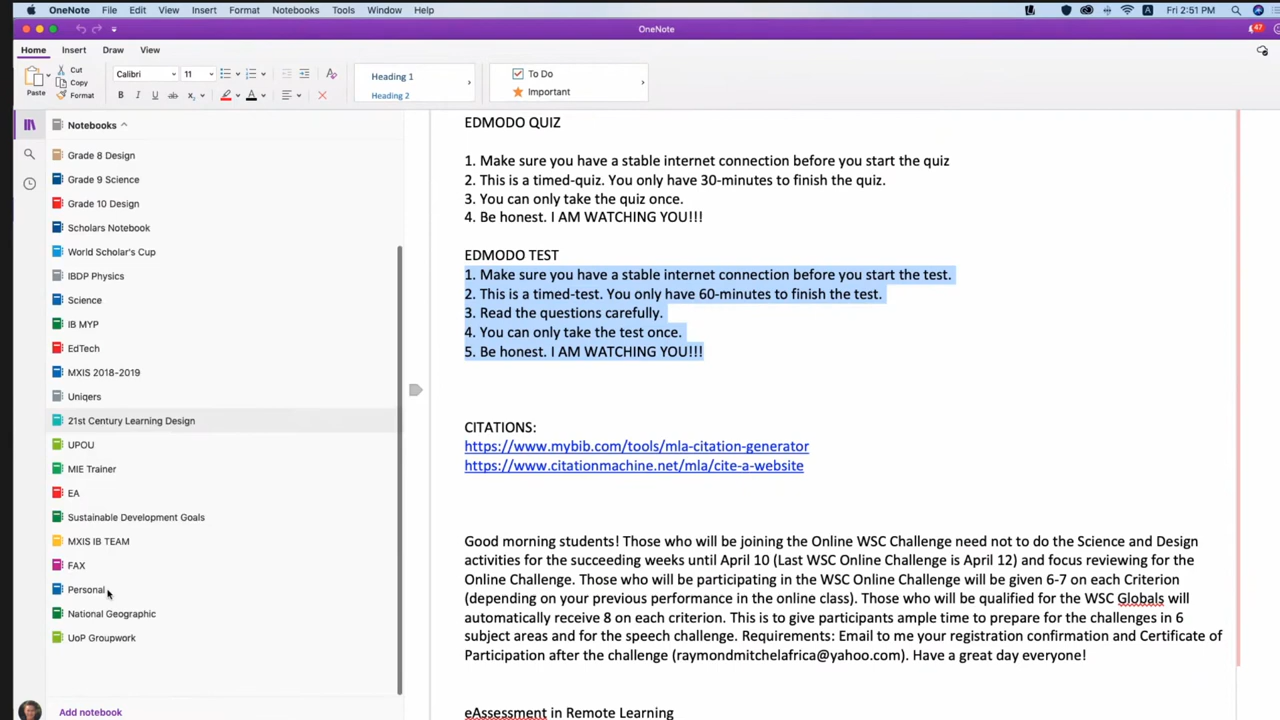 OneNote File Edit View Insert Format Notebooks Tools Window Help A Fri 2:51 PM
OneNote
47
Home Insert Draw View
Paste
Cut
Copy
Format
Calibri 11
B I U ab X A
Heading 1
Heading 2
To Do
Important
Notebooks
Grade 8 Design
Grade 9 Science
Grade 10 Design
Scholars Notebook
World Scholar's Cup
IBDP Physics
Science
IB MYP
EdTech
MXIS 2018-2019
Uniqers
21st Century Learning Design
UPOU
MIE Trainer
EA
Sustainable Development Goals
MXIS IB TEAM
FAX
Personal
National Geographic
UoP Groupwork
Add notebook
EDMODO QUIZ
1. Make sure you have a stable internet connection before you start the quiz
2. This is a timed-quiz. You only have 30-minutes to finish the quiz.
3. You can only take the quiz once.
4. Be honest. I AM WATCHING YOU!!!
EDMODO TEST
1. Make sure you have a stable internet connection before you start the test.
2. This is a timed-test. You only have 60-minutes to finish the test.
3. Read the questions carefully.
4. You can only take the test once.
5. Be honest. I AM WATCHING YOU!!!
CITATIONS:
https://www.mybib.com/tools/mla-citation-generator
https://www.citationmachine.net/mla/cite-a-website
Good morning students! Those who will be joining the Online WSC Challenge need not to do the Science and Design
activities for the succeeding weeks until April 10 (Last WSC Online Challenge is April 12) and focus reviewing for the
Online Challenge. Those who will be participating in the WSC Online Challenge will be given 6-7 on each Criterion
(depending on your previous performance in the online class). Those who will be qualified for the WSC Globals will
automatically receive 8 on each criterion. This is to give participants ample time to prepare for the challenges in 6
subject areas and for the speech challenge. Requirements: Email to me your registration confirmation and Certificate of
Participation after the challenge (raymondmitchelafrica@yahoo.com). Have a great day everyone!
eAssessment in Remote Learning